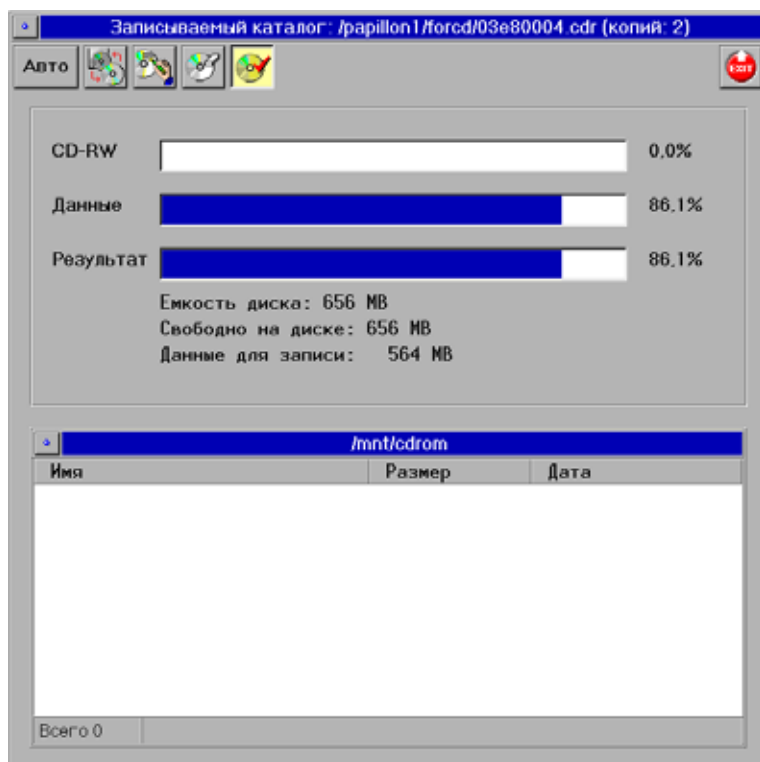 Записываемый каталог: /papillon1/forcd/03e80004.cdr (копий: 2)
Авто EXIT
CD-RW 0,0%
Данные 86,1%
Результат 86,1%
Емкость диска: 656 MB
Свободно на диске: 656 MB
Данные для записи: 564 MB
/mnt/cdrom
Имя Размер Дата
Всего 0